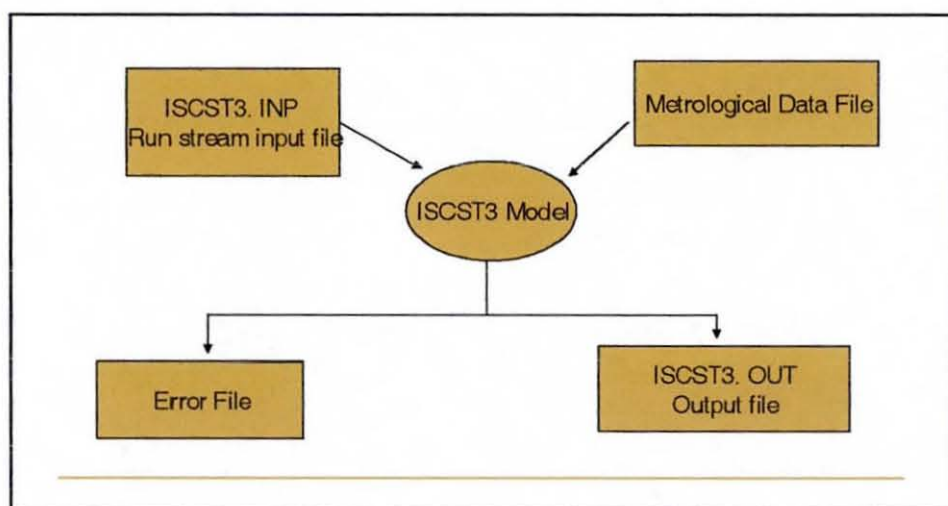 ISCST3. INP
Run stream input file
Metrological Data File
ISCST3 Model
Error File
ISCST3. OUT
Output file